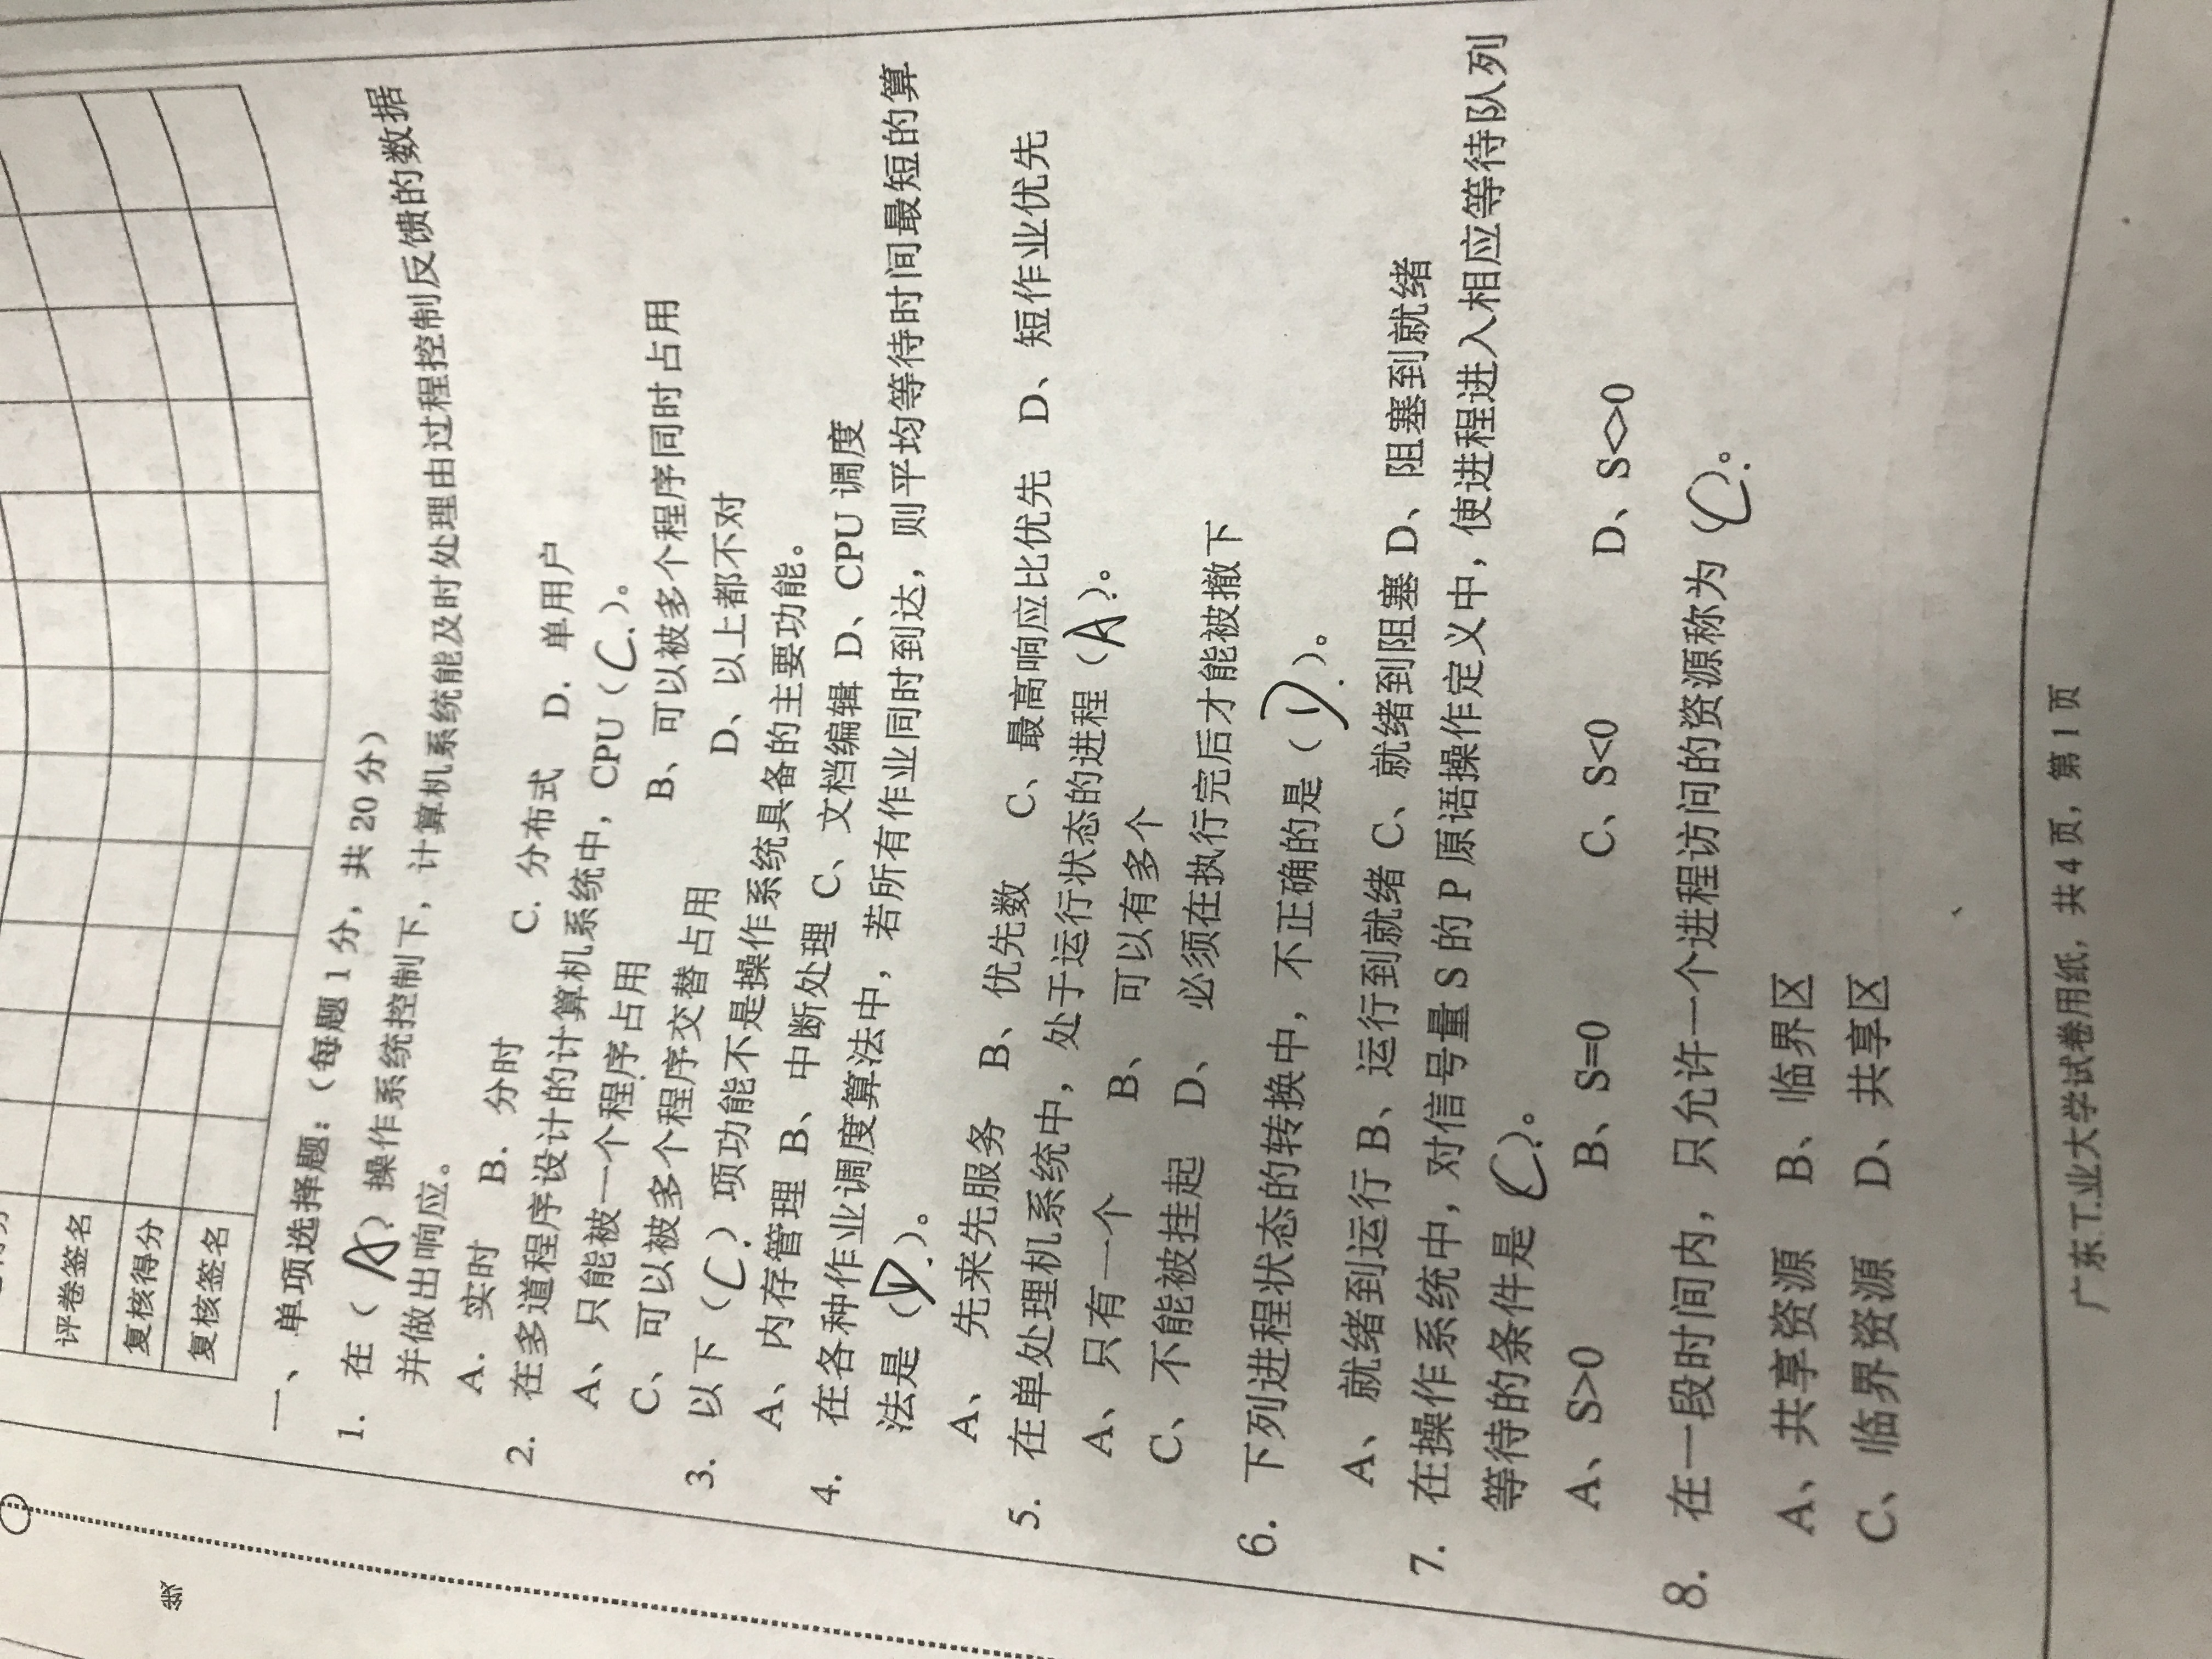 线
评卷签名
复核得分
复核签名
一、单项选择题：（每题 1 分，共 20 分）
1. 在（ A ）操作系统控制下，计算机系统能及时处理由过程控制反馈的数据
并做出响应。
A. 实时 B. 分时 C. 分布式 D. 单用户
2. 在多道程序设计的计算机系统中，CPU（ C. ）。
A、只能被一个程序占用 B、可以被多个程序同时占用
C、可以被多个程序交替占用 D、以上都不对
3. 以下（ C. ）项功能不是操作系统具备的主要功能。
A、内存管理 B、中断处理 C、文档编辑 D、CPU 调度
4. 在各种作业调度算法中，若所有作业同时到达，则平均等待时间最短的算
法是（ D. ）。
A、 先来先服务 B、优先数 C、最高响应比优先 D、短作业优先
5. 在单处理机系统中，处于运行状态的进程（ A. ）。
A、只有一个 B、 可以有多个
C、不能被挂起 D、 必须在执行完后才能被撤下
6. 下列进程状态的转换中，不正确的是（ D. ）。
A、就绪到运行 B、运行到就绪 C、就绪到阻塞 D、阻塞到就绪
7. 在操作系统中，对信号量 S 的 P 原语操作定义中，使进程进入相应等待队列
等待的条件是（ C. ）。
A、S>0 B、S=0 C、S<0 D、S<>0
8. 在一段时间内，只允许一个进程访问的资源称为（ C. ）。
A、共享资源 B、临界区
C、临界资源 D、共享区
广东工业大学试卷用纸，共 4 页，第 1 页